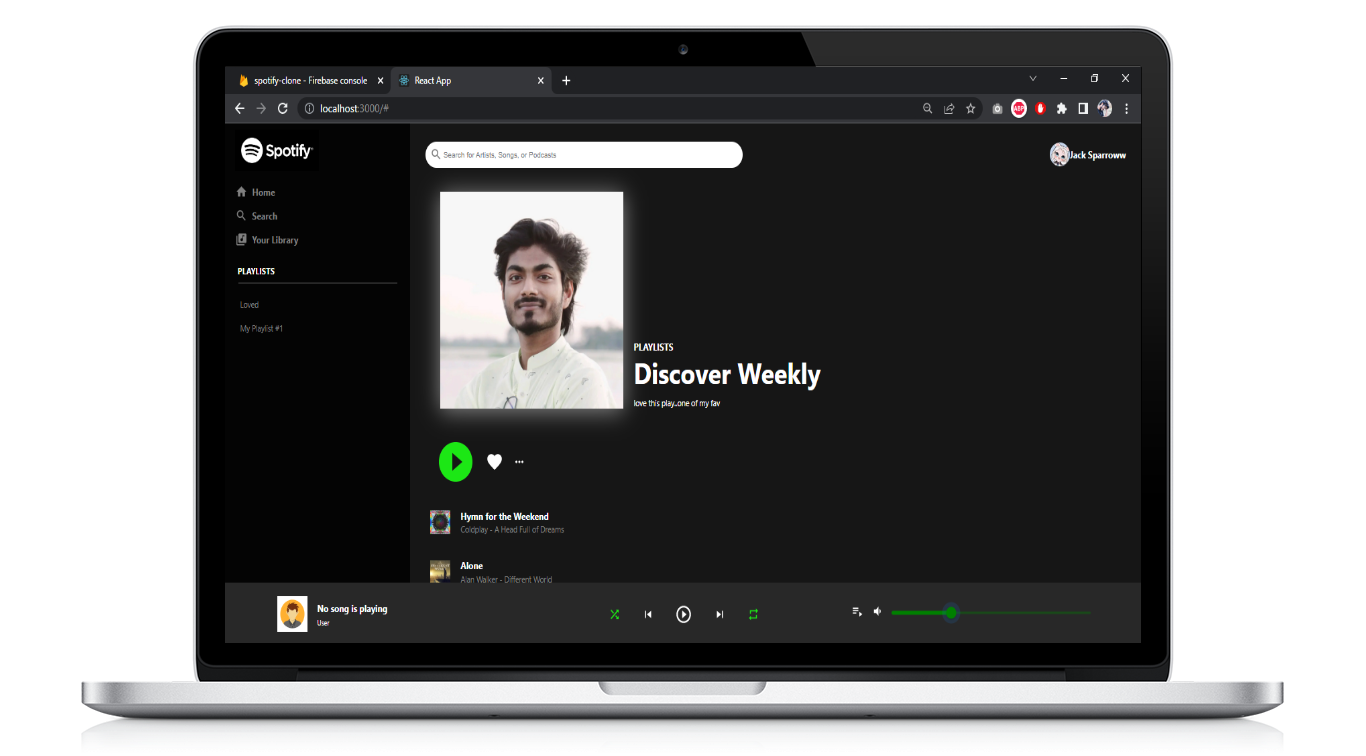 spotify-clone - Firebase console
React App
localhost:3000/#
ABP
Spotify
Search for Artists, Songs, or Podcasts
Jack Sparroww
Home
Search
Your Library
PLAYLISTS
Loved
My Playlist #1
PLAYLISTS
Discover Weekly
love this play..one of my fav
Hymn for the Weekend
Coldplay - A Head Full of Dreams
Alone
Alan Walker - Different World
No song is playing
User